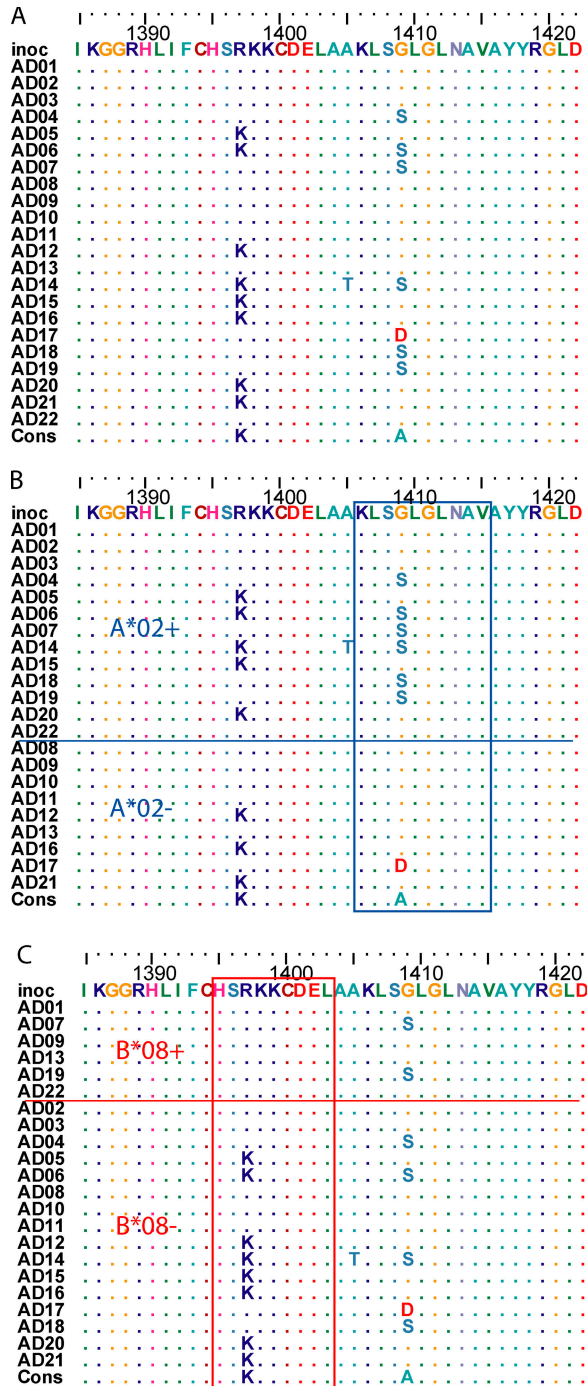 A
1390 1400 1410 1420
inoc IKGGRHLIFCHSRKKCDELAAKLSGLGLNAVAYYRGLD
AD01
AD02
AD03
AD04 S
AD05 K
AD06 K S
AD07 S
AD08
AD09
AD10
AD11
AD12 K
AD13
AD14 K T S
AD15 K
AD16 K
AD17 D
AD18 S
AD19 S
AD20 K
AD21 K
AD22
Cons K A
B
1390 1400 1410 1420
inoc IKGGRHLIFCHSRKKCDELAAKLSGLGLNAVAYYRGLD
AD01
AD02
AD03
AD04 S
AD05 K
AD06 K S
A*02+
AD07 S
AD14 K T S
AD15 K
AD18 S
AD19 S
AD20 K
AD22
AD08
AD09
AD10
AD11
A*02-
AD12 K
AD13
AD16 K
AD17 D
AD21 K
Cons K A
C
1390 1400 1410 1420
inoc IKGGRHLIFCHSRKKCDELAAKLSGLGLNAVAYYRGLD
AD01
AD07 S
AD09
B*08+
AD13
AD19 S
AD22
AD02
AD03
AD04 S
AD05 K
AD06 K S
AD08
AD10
AD11
B*08-
AD12 K
AD14 K T S
AD15 K
AD16 K
AD17 D
AD18 S
AD20 K
AD21 K
Cons K A